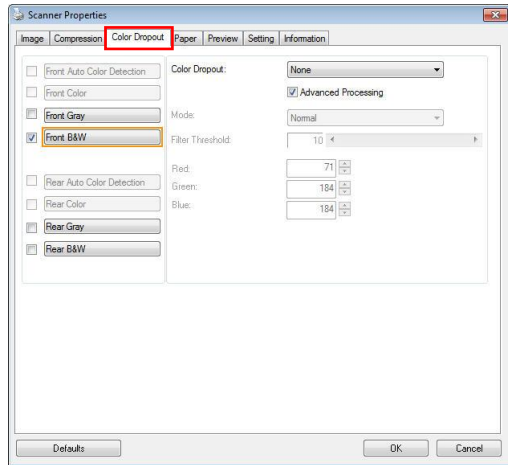 Scanner Properties
Image Compression Color Dropout Paper Preview Setting Information
Front Auto Color Detection
Front Color
Front Gray
Front B&W
Rear Auto Color Detection
Rear Color
Rear Gray
Rear B&W
Color Dropout: None
Advanced Processing
Mode: Normal
Filter Threshold: 10
Red: 71
Green: 184
Blue: 184
Defaults OK Cancel